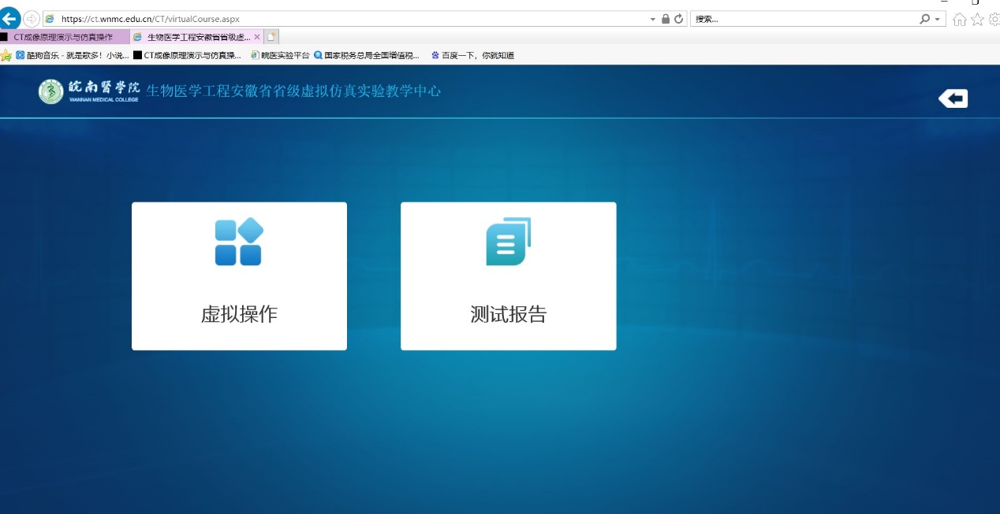 https://ct.wnmc.edu.cn/CT/virtualCourse.aspx
搜索...
CT成像原理演示与仿真操作
生物医学工程安徽省省级虚...
酷狗音乐 - 就是歌多！小说...
CT成像原理演示与仿真操...
皖医实验平台
国家税务总局全国增值税...
百度一下，你就知道
皖南醫學院
WANNAN MEDICAL COLLEGE
生物医学工程安徽省省级虚拟仿真实验教学中心
虚拟操作
测试报告